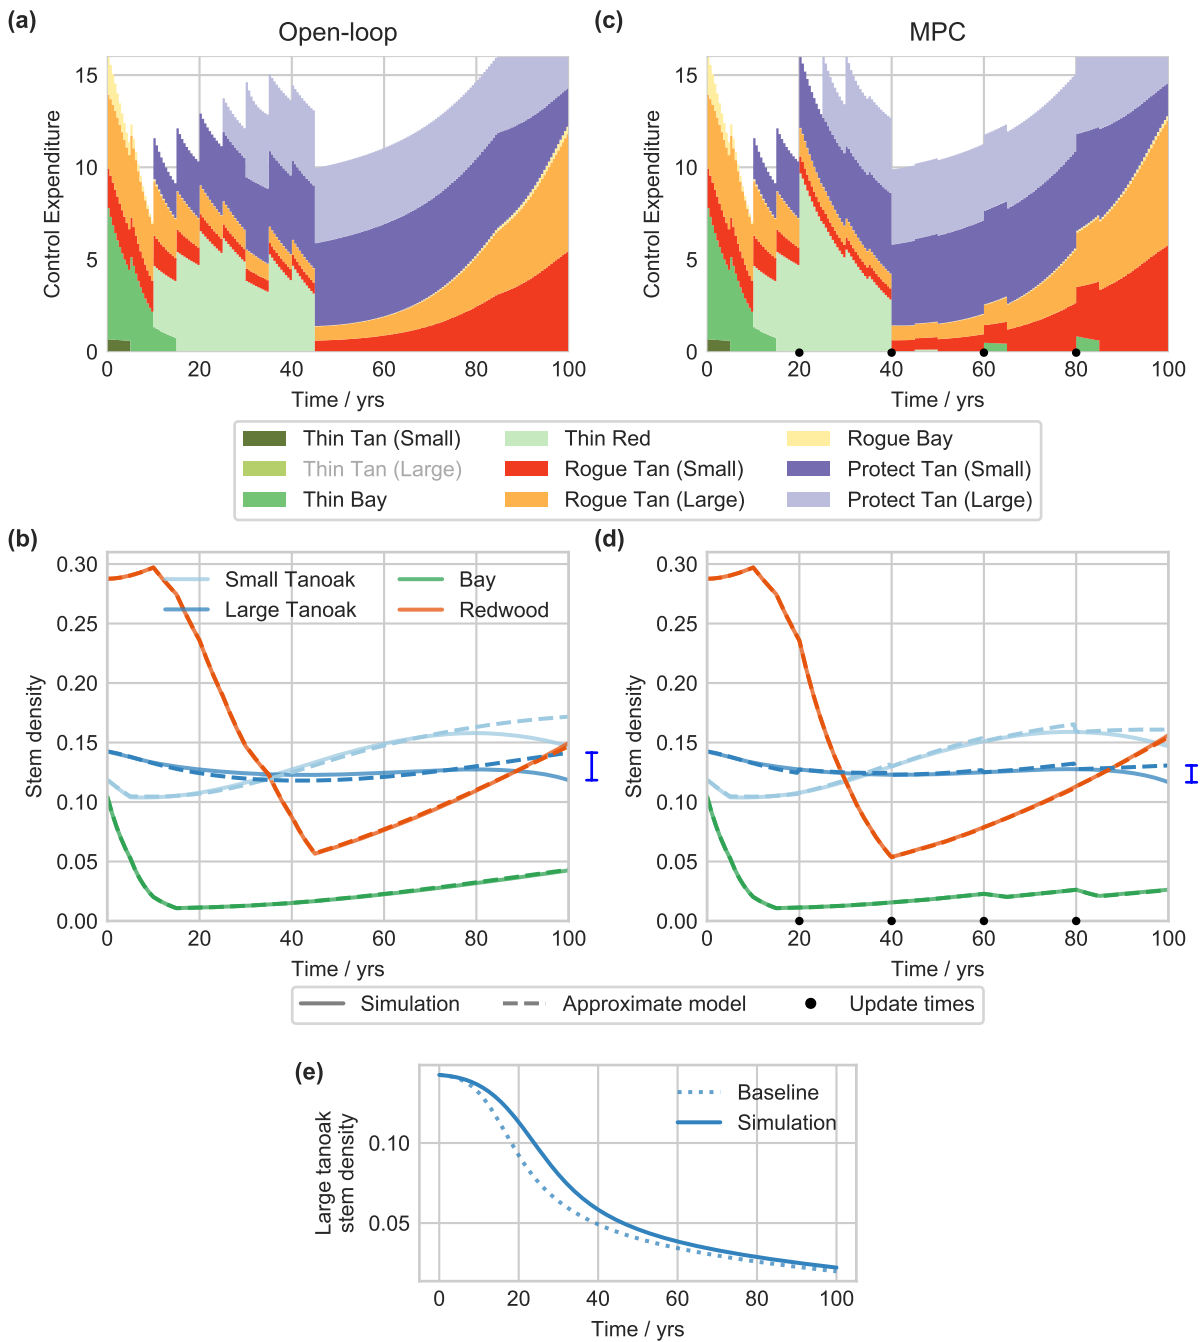 (a)
Open-loop
(c)
MPC
Control Expenditure
15
10
5
0
0 20 40 60 80 100
Time / yrs
Control Expenditure
15
10
5
0
0 20 40 60 80 100
Time / yrs
Thin Tan (Small)
Thin Red
Rogue Bay
Thin Tan (Large)
Rogue Tan (Small)
Protect Tan (Small)
Thin Bay
Rogue Tan (Large)
Protect Tan (Large)
(b)
Stem density
0.30
0.25
0.20
0.15
0.10
0.05
0.00
Small Tanoak
Bay
Large Tanoak
Redwood
0 20 40 60 80 100
Time / yrs
(d)
Stem density
0.30
0.25
0.20
0.15
0.10
0.05
0.00
0 20 40 60 80 100
Time / yrs
Simulation
Approximate model
Update times
(e)
Large tanoak
stem density
0.10
0.05
Baseline
Simulation
0 20 40 60 80 100
Time / yrs